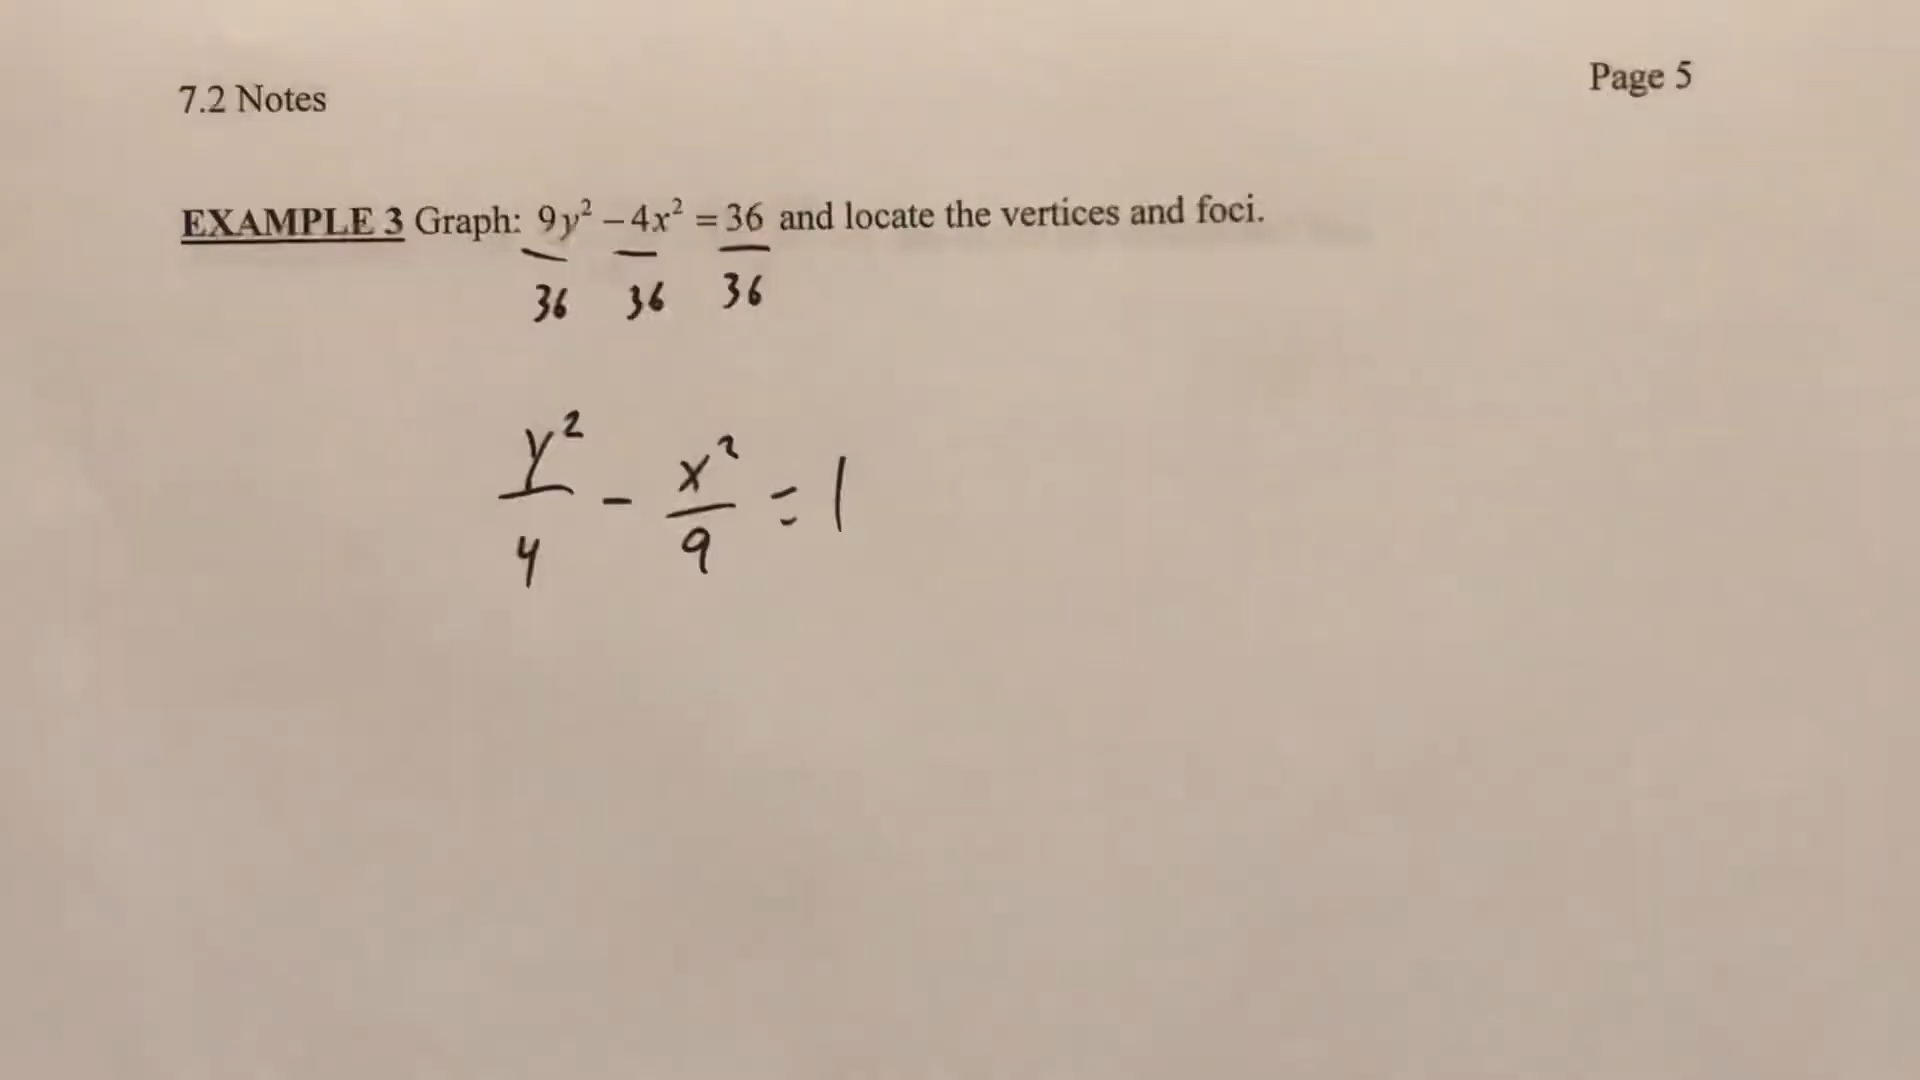 7.2 Notes
Page 5
EXAMPLE 3 Graph: 9y² – 4x² = 36 and locate the vertices and foci.
36 36 36
y² x²
— - — = 1
4 9